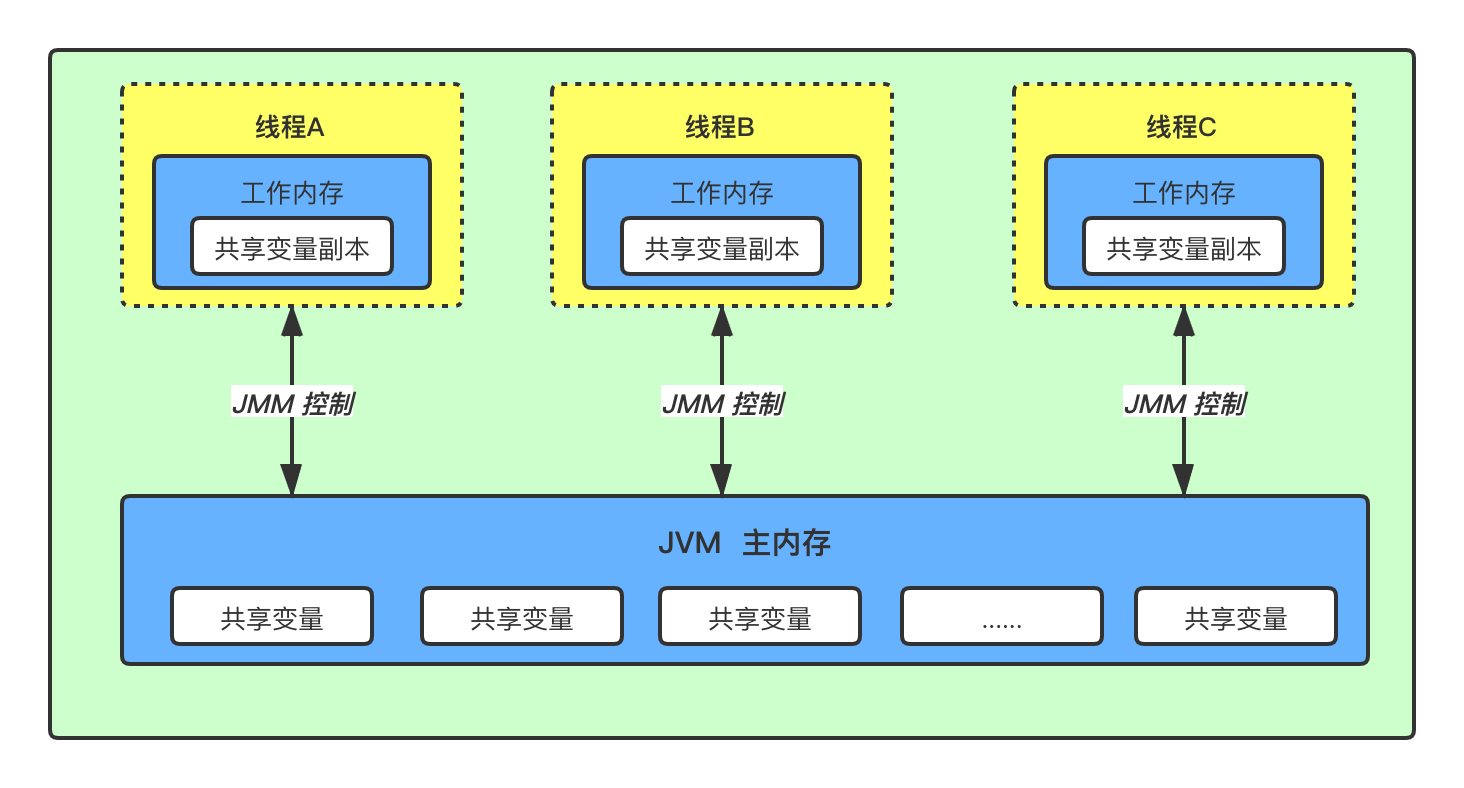 线程A
线程B
线程C
工作内存
工作内存
工作内存
共享变量副本
共享变量副本
共享变量副本
JMM 控制
JMM 控制
JMM 控制
JVM 主内存
共享变量
共享变量
共享变量
......
共享变量